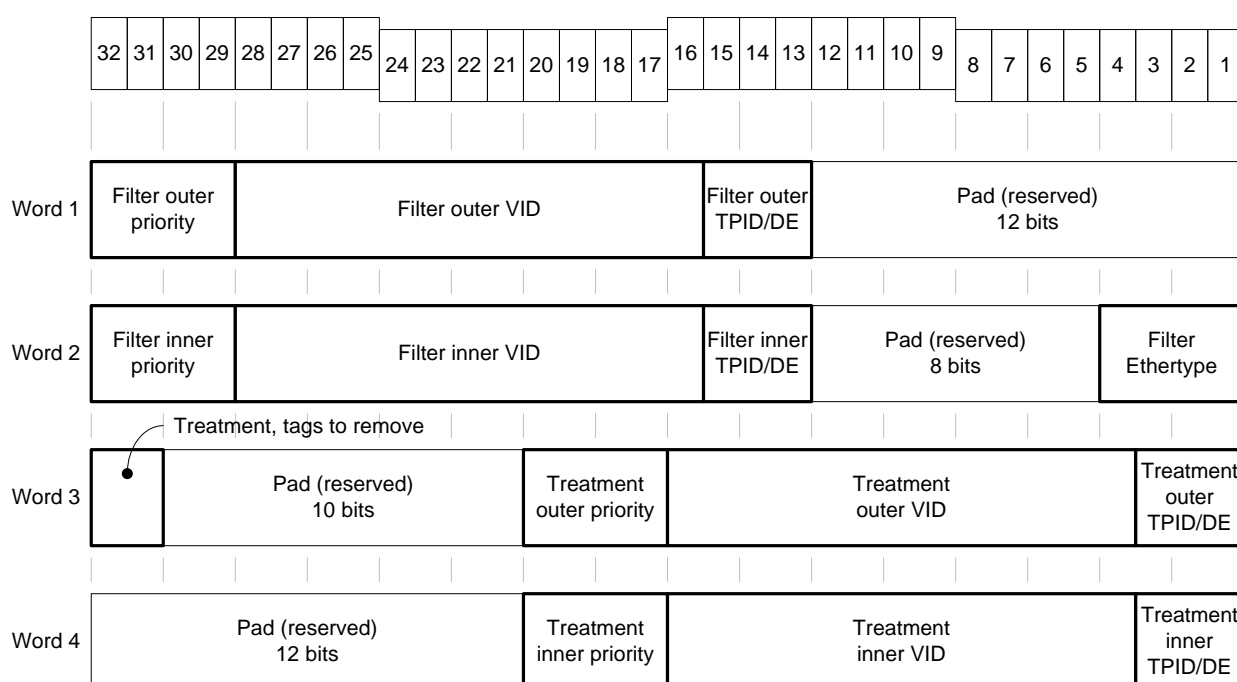 32 31 30 29 28 27 26 25 24 23 22 21 20 19 18 17 16 15 14 13 12 11 10 9 8 7 6 5 4 3 2 1
Word 1
Filter outer
priority
Filter outer VID
Filter outer
TPID/DE
Pad (reserved)
12 bits
Word 2
Filter inner
priority
Filter inner VID
Filter inner
TPID/DE
Pad (reserved)
8 bits
Filter
Ethertype
Treatment, tags to remove
Word 3
Pad (reserved)
10 bits
Treatment
outer priority
Treatment
outer VID
Treatment
outer
TPID/DE
Word 4
Pad (reserved)
12 bits
Treatment
inner priority
Treatment
inner VID
Treatment
inner
TPID/DE